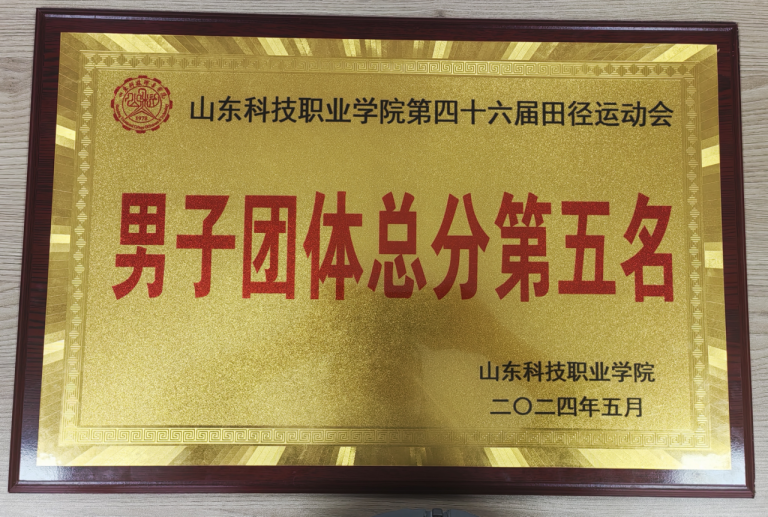 山东科技职业学院第四十六届田径运动会
男子团体总分第五名
山东科技职业学院
二〇二四年五月